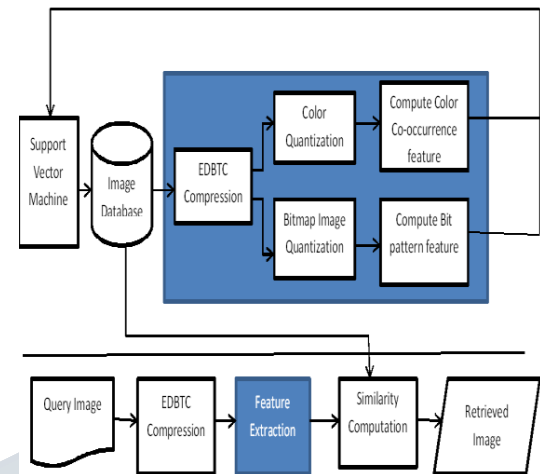 Support
Vector
Machine
Image
Database
EDBTC
Compression
Color
Quantization
Compute Color
Co-occurrence
feature
Bitmap Image
Quantization
Compute Bit
pattern feature
Query Image
EDBTC
Compression
Feature
Extraction
Similarity
Computation
Retrieved
Image